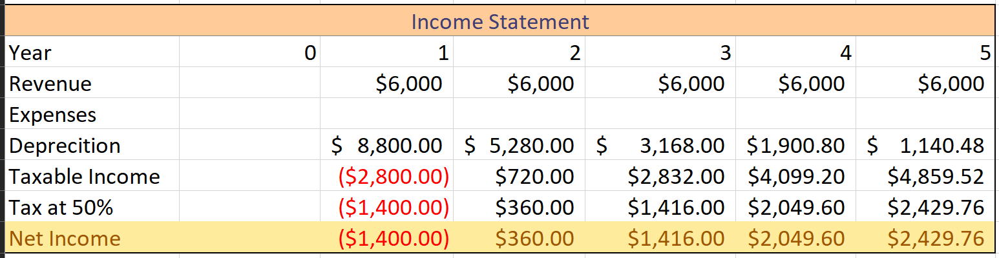 Income Statement
Year 0 1 2 3 4 5
Revenue $6,000 $6,000 $6,000 $6,000 $6,000
Expenses
Deprecition $ 8,800.00 $ 5,280.00 $ 3,168.00 $1,900.80 $ 1,140.48
Taxable Income ($2,800.00) $720.00 $2,832.00 $4,099.20 $4,859.52
Tax at 50% ($1,400.00) $360.00 $1,416.00 $2,049.60 $2,429.76
Net Income ($1,400.00) $360.00 $1,416.00 $2,049.60 $2,429.76